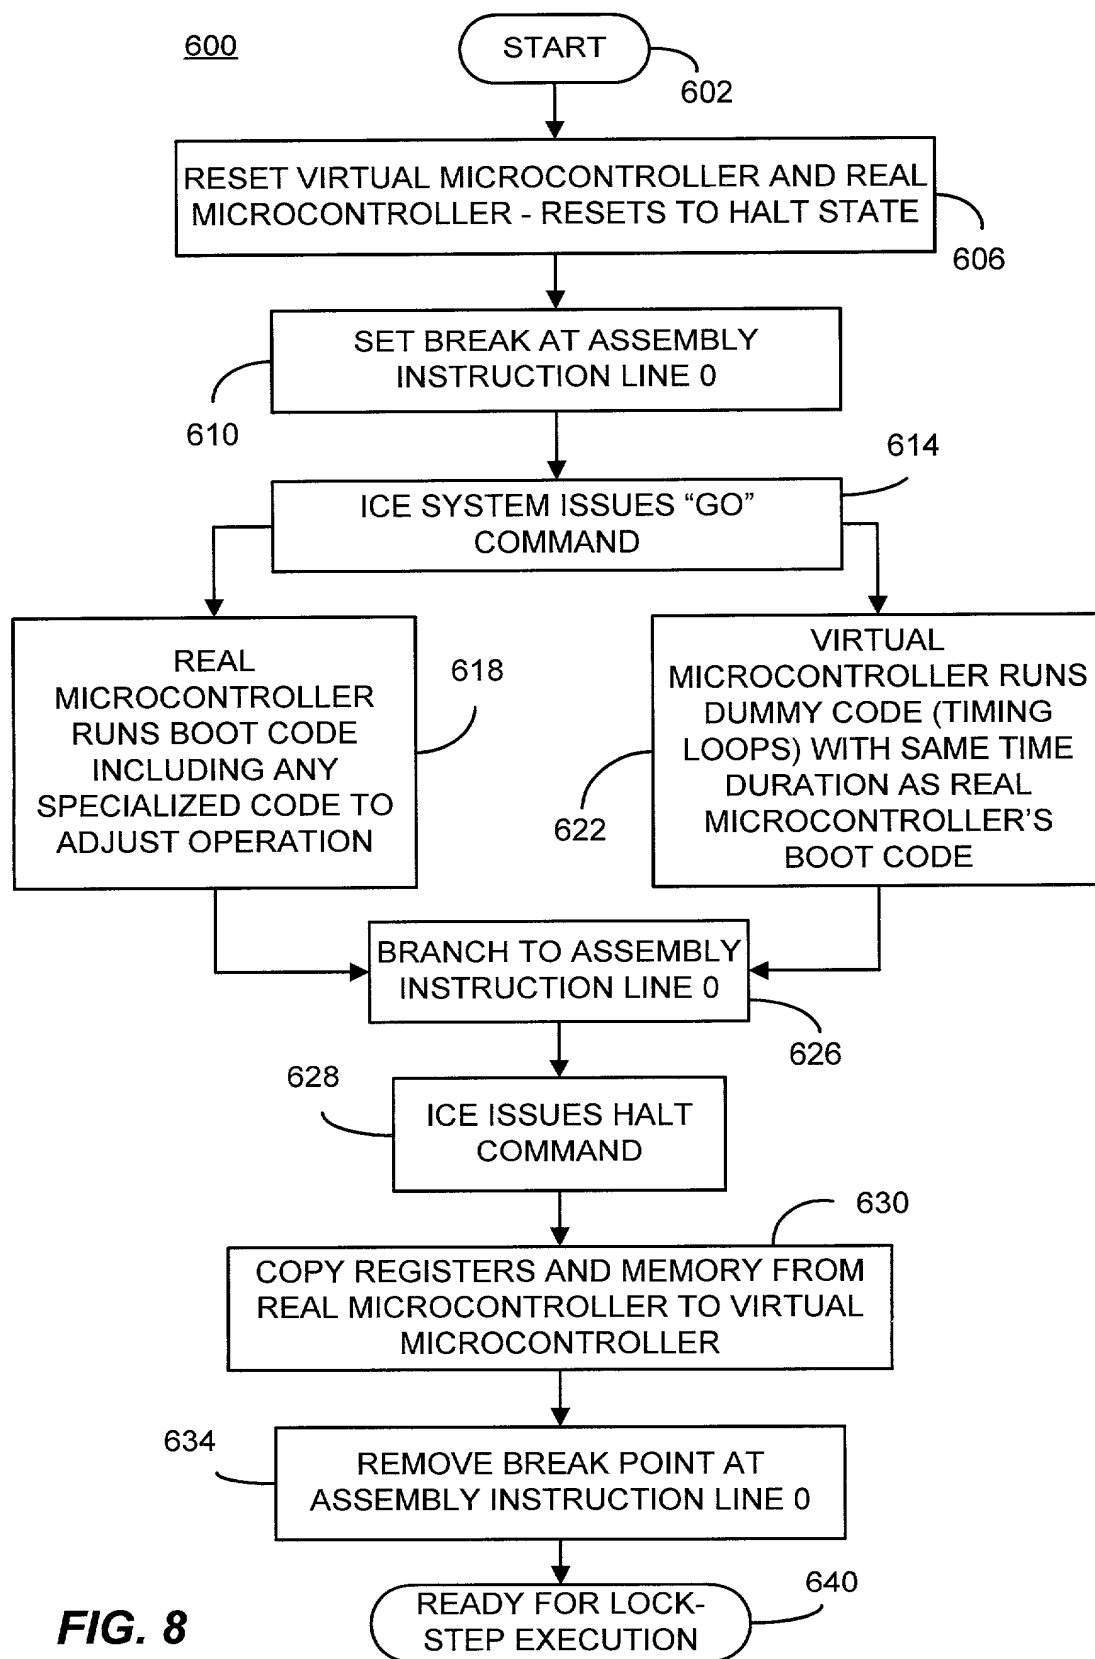 600
START
602
RESET VIRTUAL MICROCONTROLLER AND REAL
MICROCONTROLLER - RESETS TO HALT STATE
606
SET BREAK AT ASSEMBLY
INSTRUCTION LINE 0
610
614
ICE SYSTEM ISSUES “GO”
COMMAND
REAL
MICROCONTROLLER
RUNS BOOT CODE
INCLUDING ANY
SPECIALIZED CODE TO
ADJUST OPERATION
618
VIRTUAL
MICROCONTROLLER RUNS
DUMMY CODE (TIMING
LOOPS) WITH SAME TIME
DURATION AS REAL
MICROCONTROLLER’S
BOOT CODE
622
BRANCH TO ASSEMBLY
INSTRUCTION LINE 0
626
628
ICE ISSUES HALT
COMMAND
630
COPY REGISTERS AND MEMORY FROM
REAL MICROCONTROLLER TO VIRTUAL
MICROCONTROLLER
634
REMOVE BREAK POINT AT
ASSEMBLY INSTRUCTION LINE 0
640
READY FOR LOCK-
STEP EXECUTION
FIG. 8